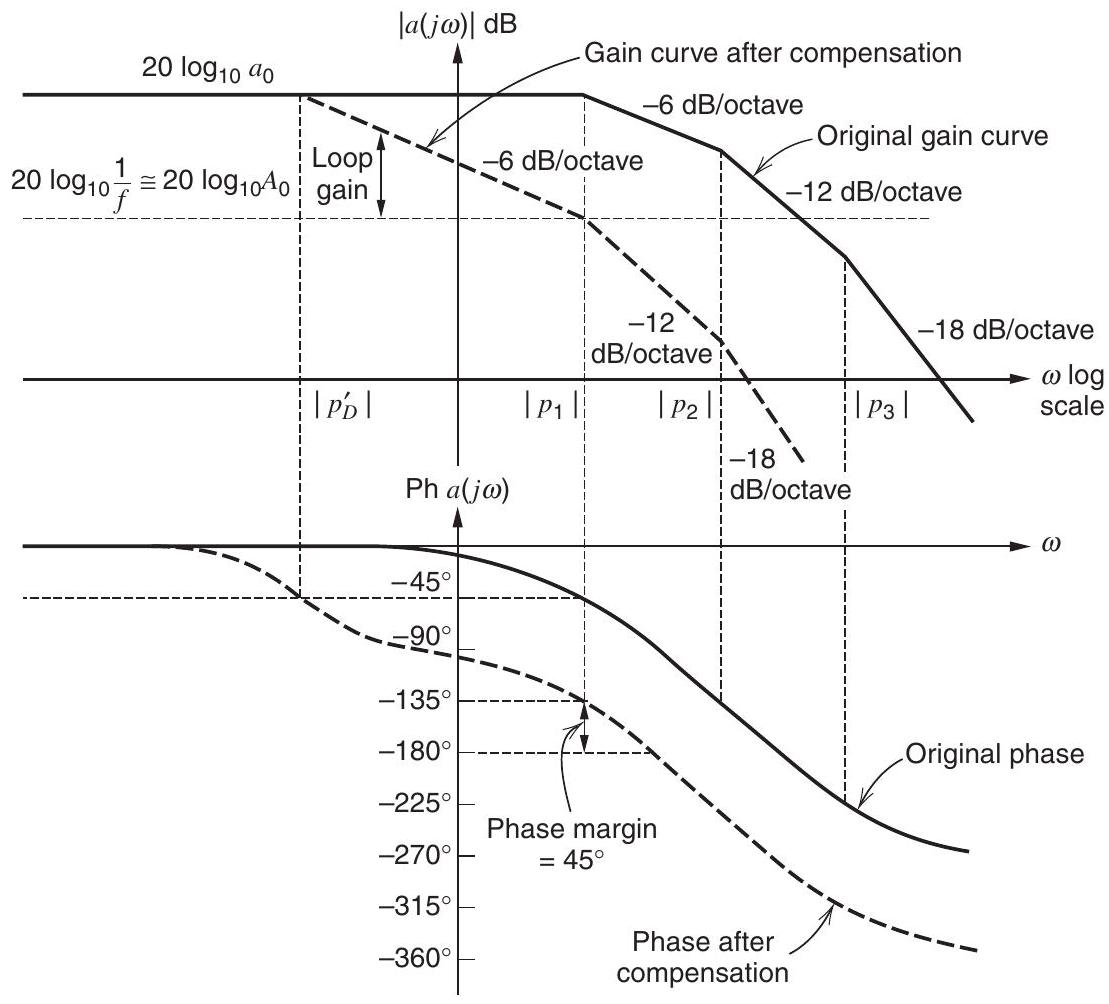 |a(jω)| dB
20 log₁₀ a₀
Gain curve after compensation
–6 dB/octave
Original gain curve
Loop
gain
–6 dB/octave
20 log₁₀ 1/f ≅ 20 log₁₀A₀
–12 dB/octave
–12
dB/octave
–18 dB/octave
ω log
scale
|p′D|
|p₁|
|p₂|
|p₃|
–18
dB/octave
Ph a(jω)
ω
–45°
–90°
–135°
–180°
Original phase
–225°
Phase margin
= 45°
–270°
–315°
Phase after
compensation
–360°